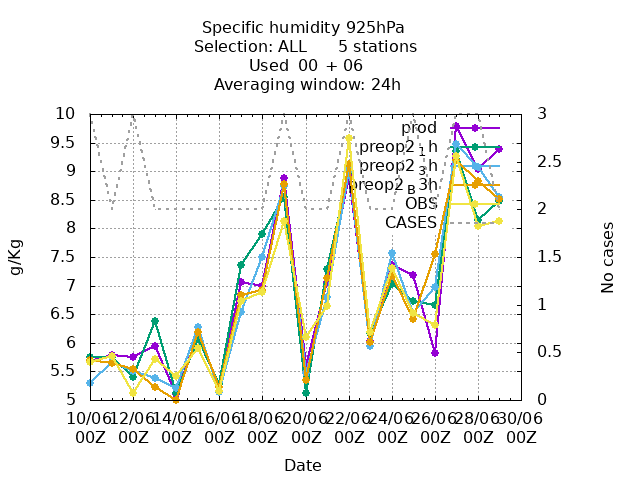 Specific humidity 925hPa
Selection: ALL 5 stations
Used 00 + 06
Averaging window: 24h
g/Kg
No cases
10
9.5
9
8.5
8
7.5
7
6.5
6
5.5
5
3
2.5
2
1.5
1
0.5
0
prod
preop2_1h
preop2_3h
preop2_B3h
OBS
CASES
10/06 12/06 14/06 16/06 18/06 20/06 22/06 24/06 26/06 28/06 30/06
00Z 00Z 00Z 00Z 00Z 00Z 00Z 00Z 00Z 00Z 00Z
Date